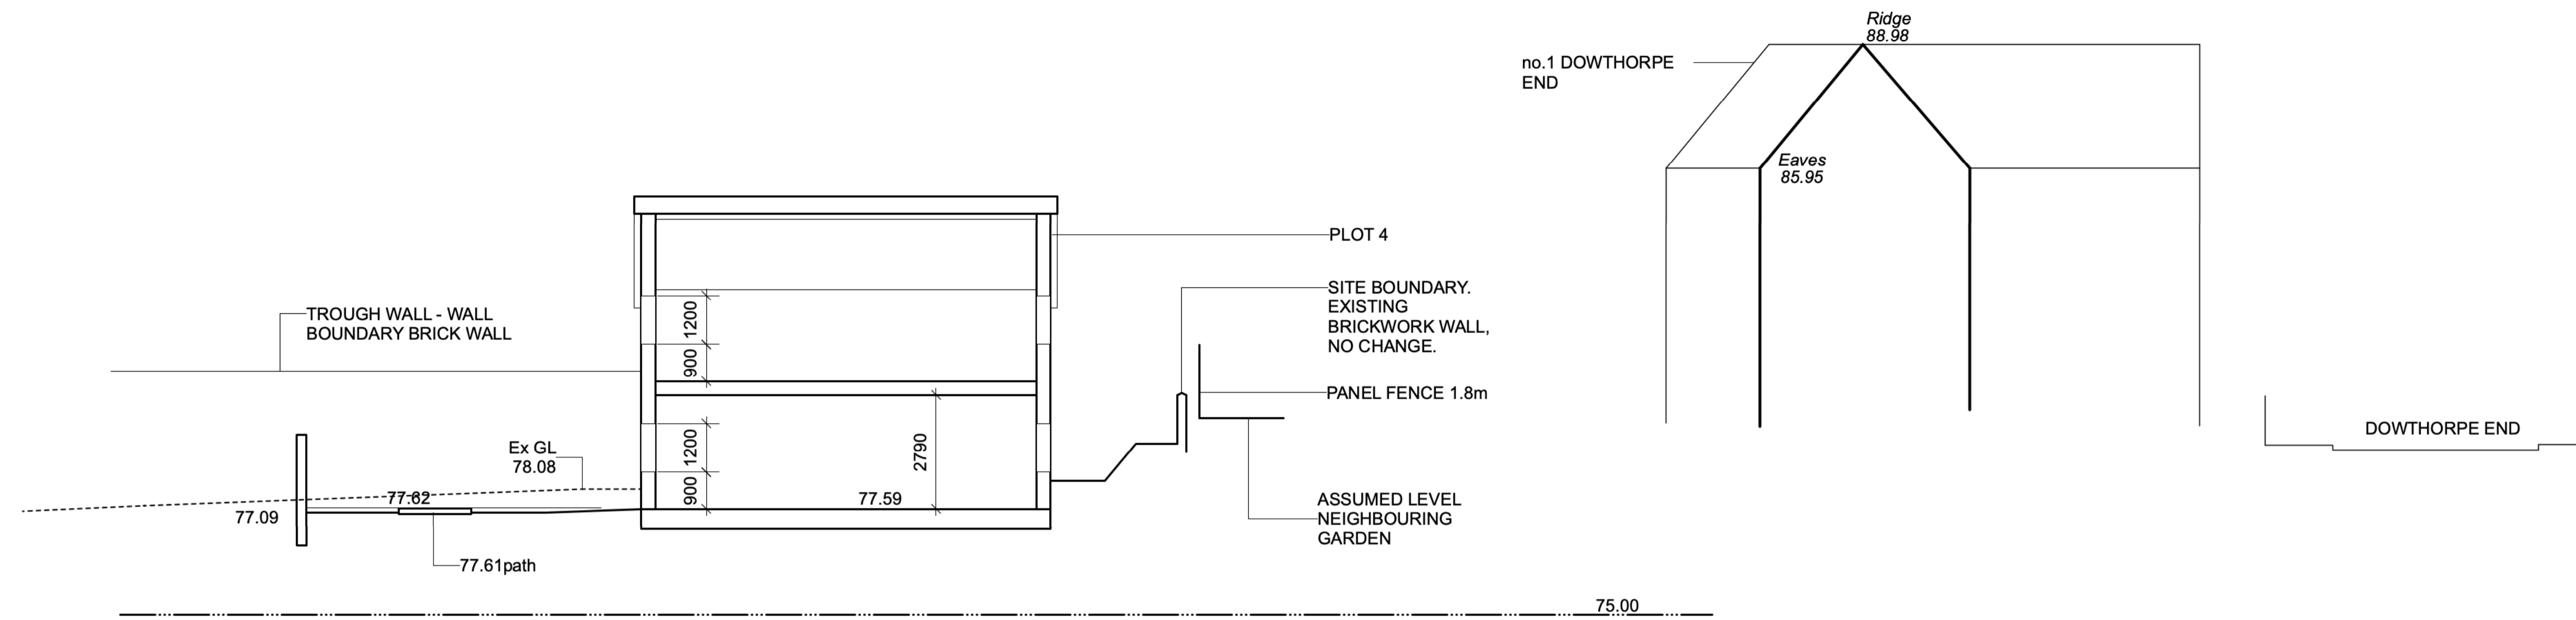 Ridge
88.98
no.1 DOWTHORPE
END
Eaves
85.95
PLOT 4
SITE BOUNDARY.
EXISTING
BRICKWORK WALL,
NO CHANGE.
TROUGH WALL - WALL
BOUNDARY BRICK WALL
1200
900
PANEL FENCE 1.8m
DOWTHORPE END
Ex GL
78.08
1200
2790
900
77.62
77.59
77.09
ASSUMED LEVEL
NEIGHBOURING
GARDEN
77.61path
75.00